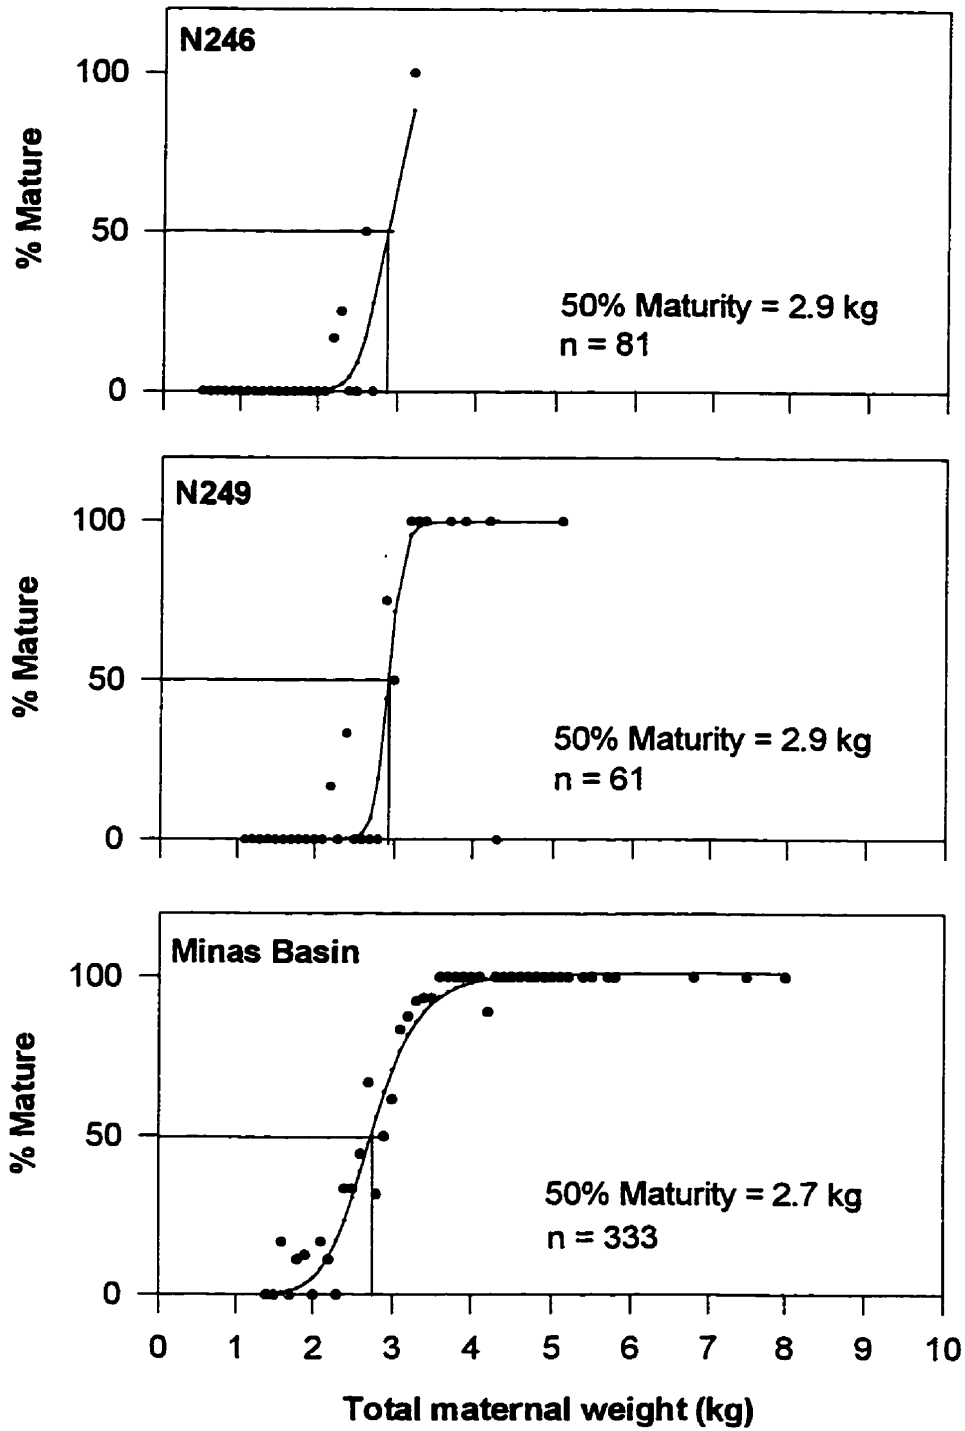 N246
100
50
0
% Mature
50% Maturity = 2.9 kg
n = 81
N249
100
50
0
% Mature
50% Maturity = 2.9 kg
n = 61
Minas Basin
100
50
0
% Mature
50% Maturity = 2.7 kg
n = 333
0 1 2 3 4 5 6 7 8 9 10
Total maternal weight (kg)